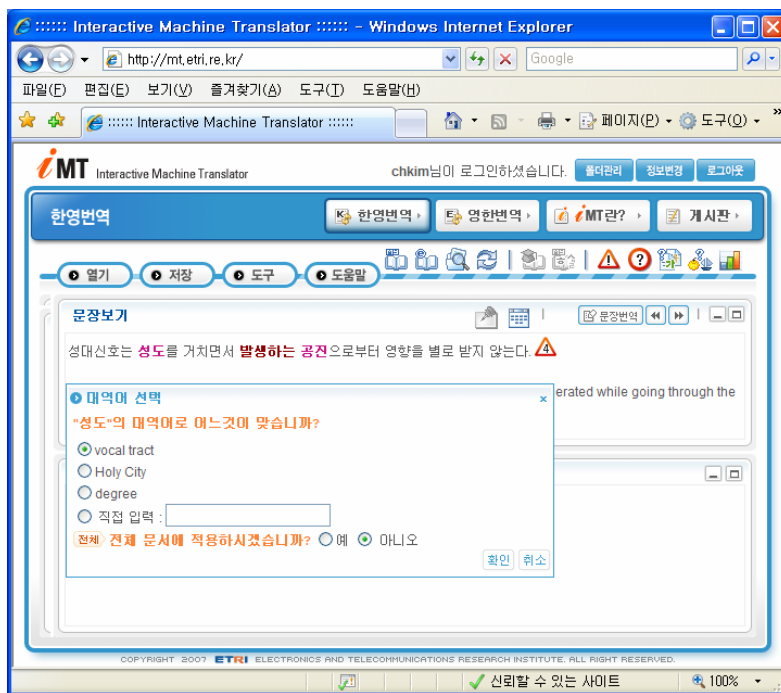 :::::: Interactive Machine Translator :::::: - Windows Internet Explorer
http://mt.etri.re.kr/
Google
파일(F) 편집(E) 보기(V) 즐겨찾기(A) 도구(T) 도움말(H)
:::::: Interactive Machine Translator ::::::
페이지(P) 도구(O)
iMT Interactive Machine Translator chkim님이 로그인하셨습니다. 폴더관리 정보변경 로그아웃
한영번역 한영번역 영한번역 iMT란? 게시판
열기 저장 도구 도움말
문장보기 문장번역
성대신호는 성도를 거치면서 발생하는 공진으로부터 영향을 별로 받지 않는다. 4
erated while going through the
대역어 선택 x
"성도"의 대역어로 어느것이 맞습니까?
vocal tract
Holy City
degree
직접 입력 :
전체 전체 문서에 적용하시겠습니까? 예 아니오
확인 취소
COPYRIGHT 2007 ETRI ELECTRONICS AND TELECOMMUNICATIONS RESEARCH INSTITUTE. ALL RIGHT RESERVED.
신뢰할 수 있는 사이트 100%